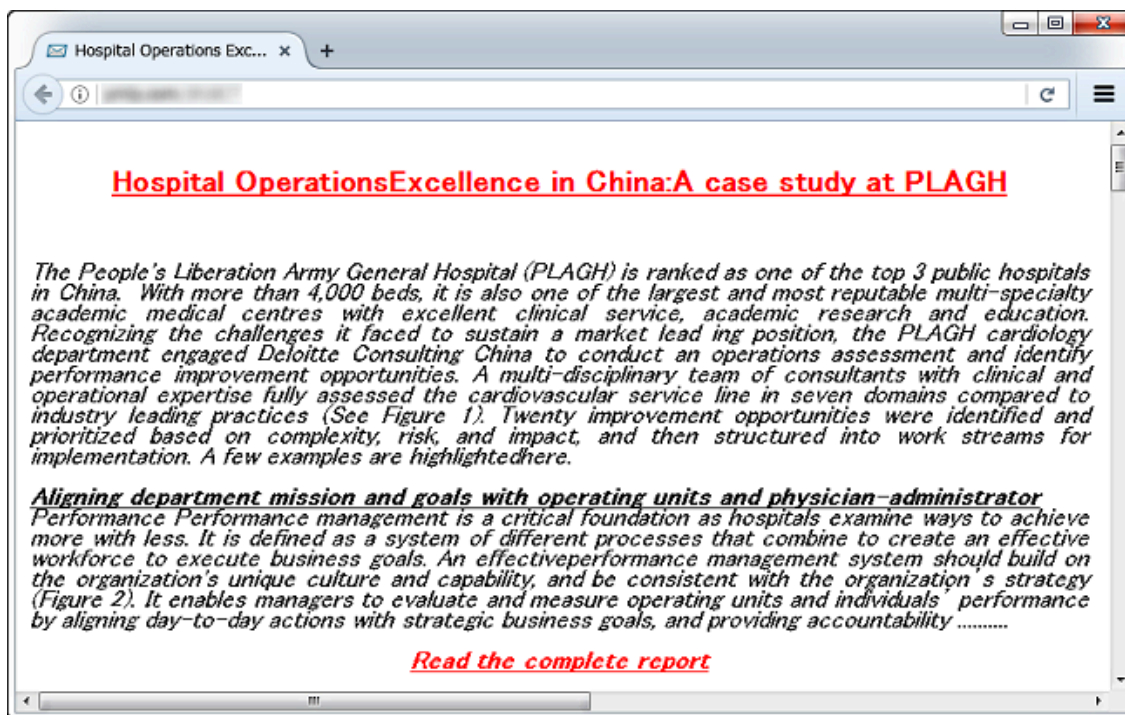 Hospital Operations Exc...
Hospital OperationsExcellence in China:A case study at PLAGH
The People's Liberation Army General Hospital (PLAGH) is ranked as one of the top 3 public hospitals
in China. With more than 4,000 beds, it is also one of the largest and most reputable multi-specialty
academic medical centres with excellent clinical service, academic research and education.
Recognizing the challenges it faced to sustain a market lead ing position, the PLAGH cardiology
department engaged Deloitte Consulting China to conduct an operations assessment and identify
performance improvement opportunities. A multi-disciplinary team of consultants with clinical and
operational expertise fully assessed the cardiovascular service line in seven domains compared to
industry leading practices (See Figure 1). Twenty improvement opportunities were identified and
prioritized based on complexity, risk, and impact, and then structured into work streams for
implementation. A few examples are highlightedhere.
Aligning department mission and goals with operating units and physician-administrator
Performance Performance management is a critical foundation as hospitals examine ways to achieve
more with less. It is defined as a system of different processes that combine to create an effective
workforce to execute business goals. An effectiveperformance management system should build on
the organization's unique culture and capability, and be consistent with the organization's strategy
(Figure 2). It enables managers to evaluate and measure operating units and individuals' performance
by aligning day-to-day actions with strategic business goals, and providing accountability ..........
Read the complete report